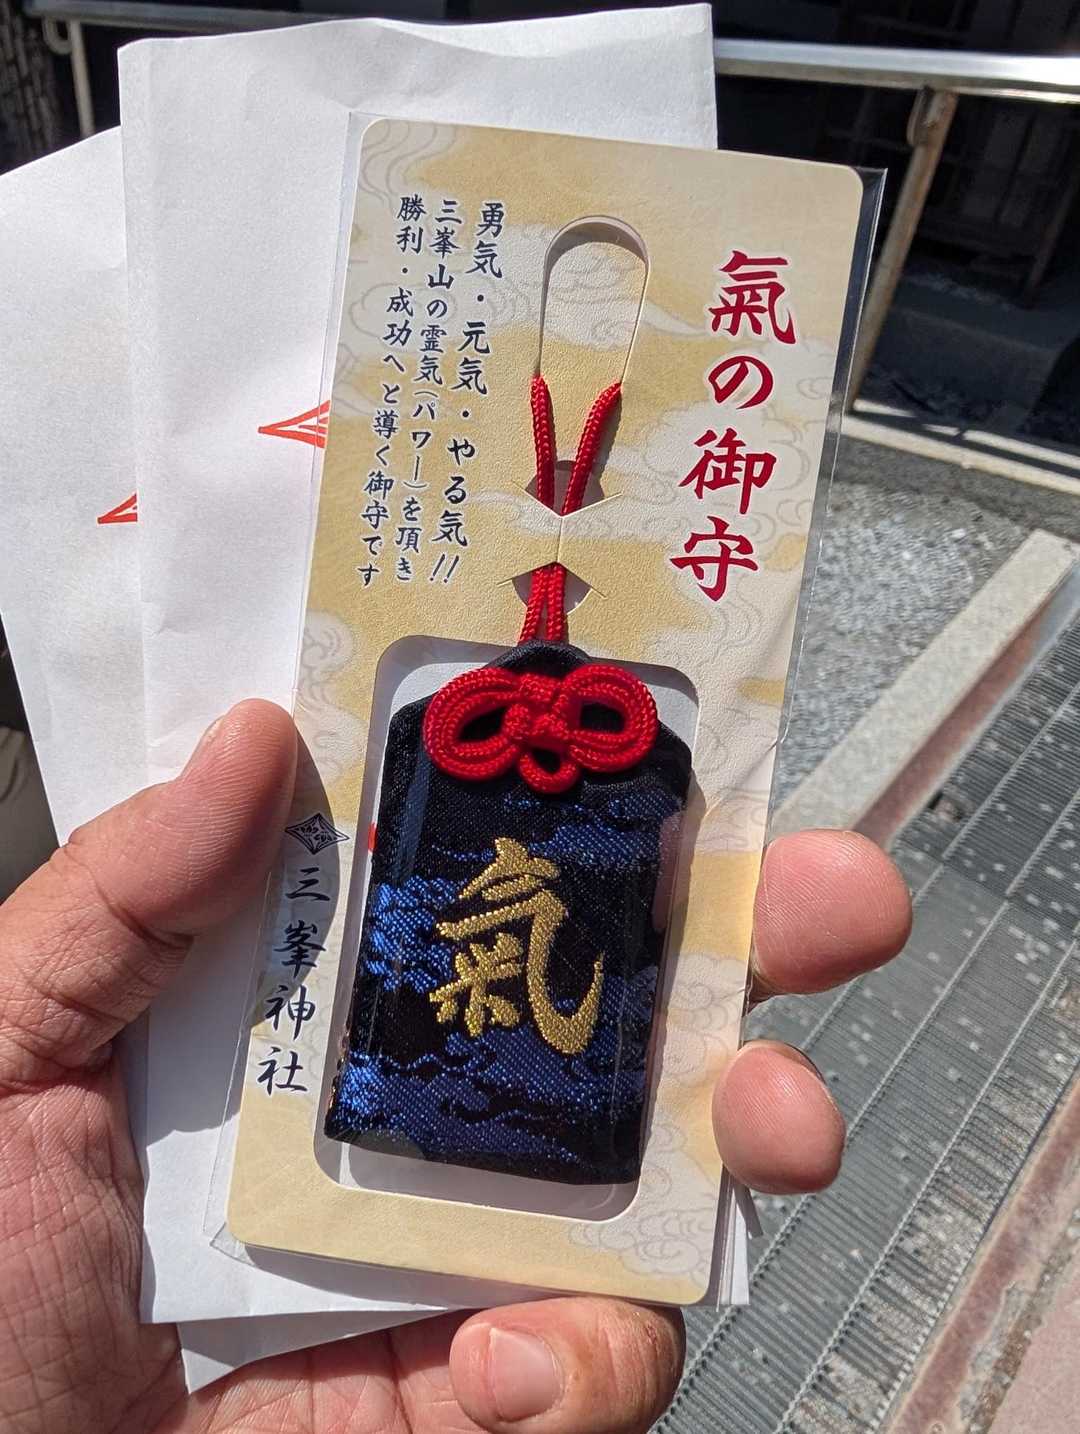 氣の御守
勇気・元気・やる気!!
三峯山の霊気(パワー)を頂き
勝利・成功へと導く御守です
氣
三峯神社